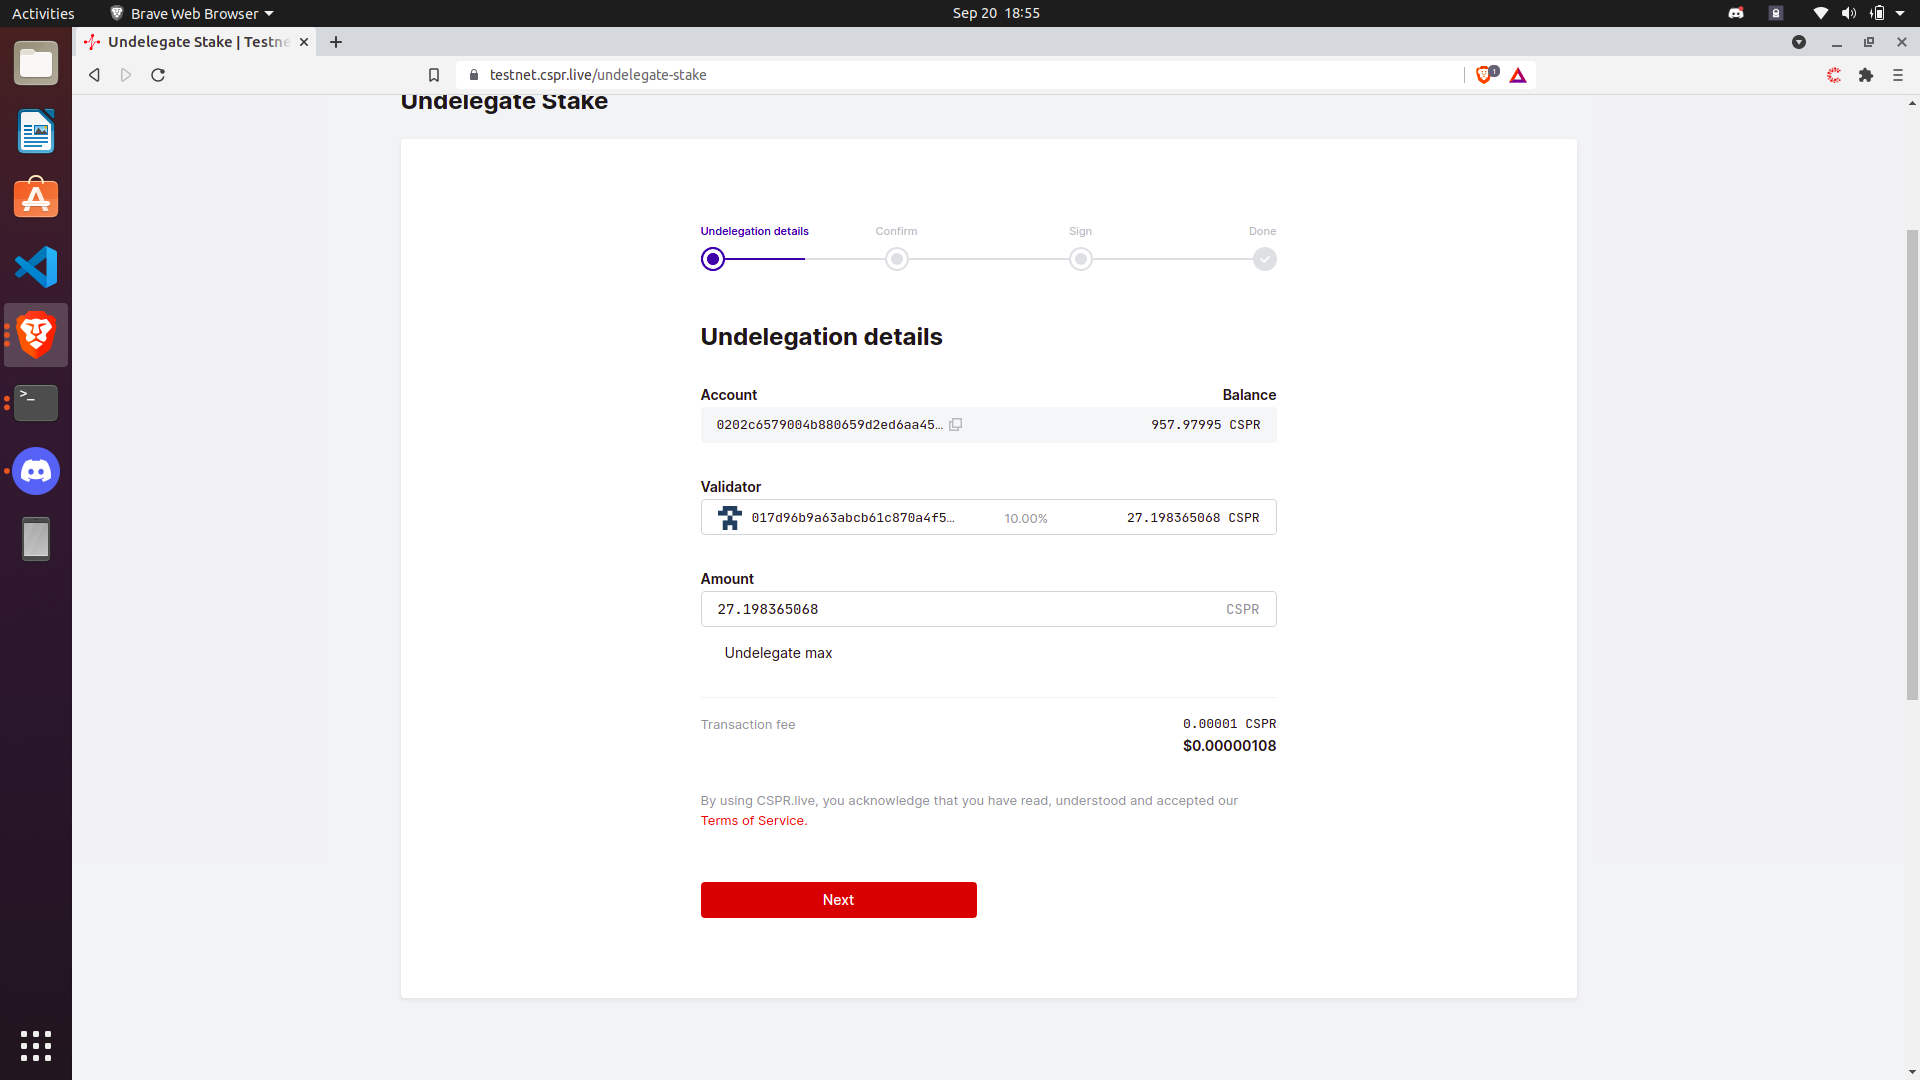 Activities
Brave Web Browser
Sep 20 18:55
Undelegate Stake | Testne
testnet.cspr.live/undelegate-stake
1
Undelegate Stake
Undelegation details
Confirm
Sign
Done
Undelegation details
Account
Balance
0202c6579004b880659d2ed6aa45…
957.97995 CSPR
Validator
017d96b9a63abcb61c870a4f5…
10.00%
27.198365068 CSPR
Amount
27.198365068
CSPR
Undelegate max
Transaction fee
0.00001 CSPR
$0.00000108
By using CSPR.live, you acknowledge that you have read, understood and accepted our
Terms of Service.
Next